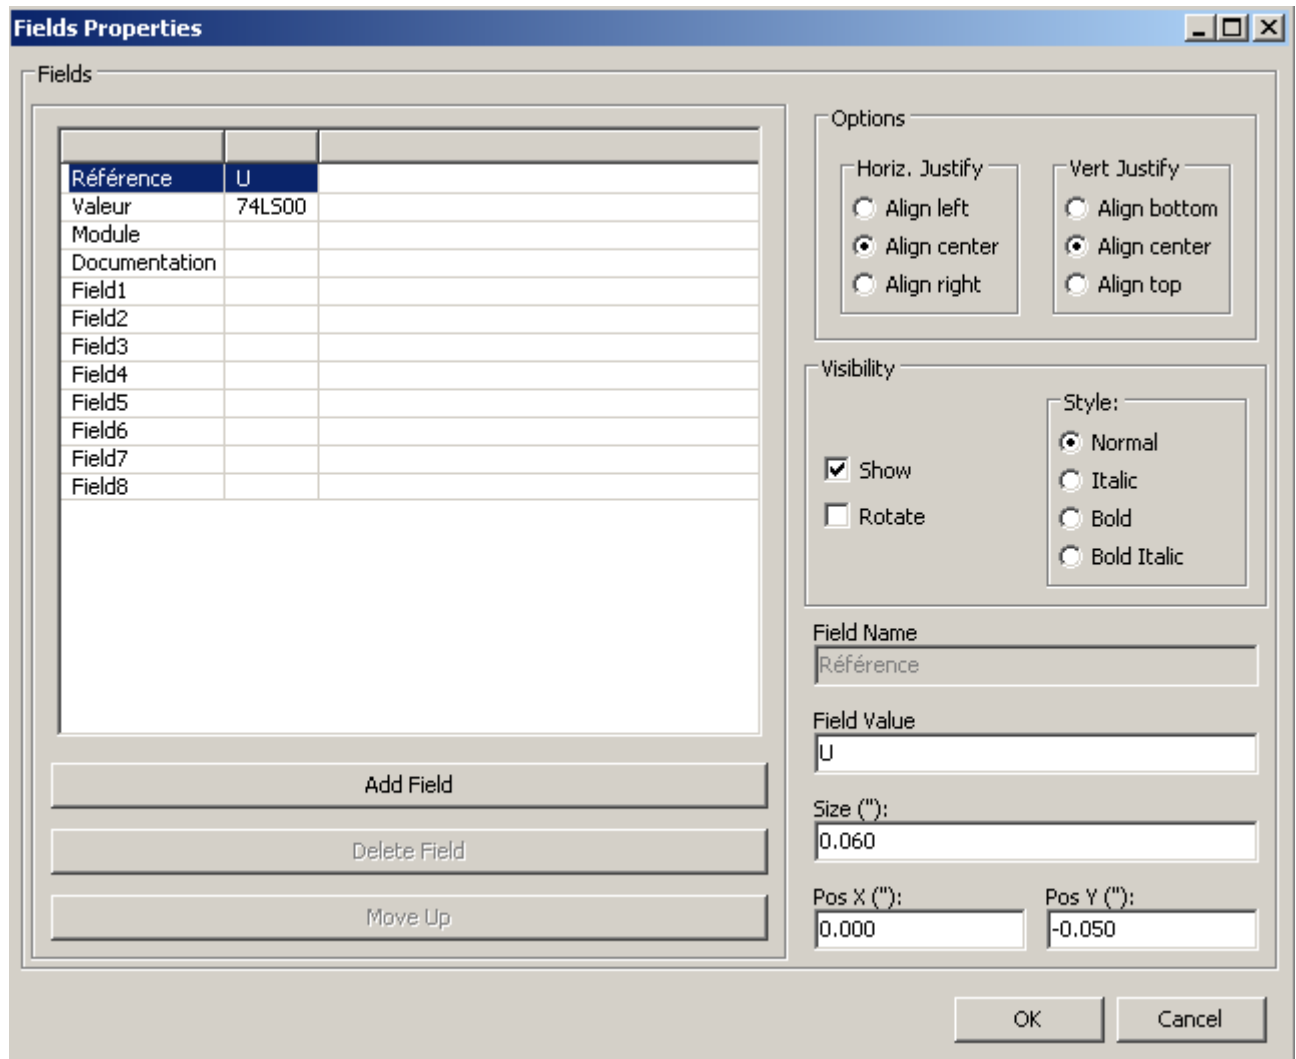 Fields Properties
Fields
Référence U
Valeur 74LS00
Module
Documentation
Field1
Field2
Field3
Field4
Field5
Field6
Field7
Field8
Add Field
Delete Field
Move Up
Options
Horiz. Justify
Align left
Align center
Align right
Vert Justify
Align bottom
Align center
Align top
Visibility
Show
Rotate
Style:
Normal
Italic
Bold
Bold Italic
Field Name
Référence
Field Value
U
Size ("):
0.060
Pos X ("):
0.000
Pos Y ("):
-0.050
OK
Cancel